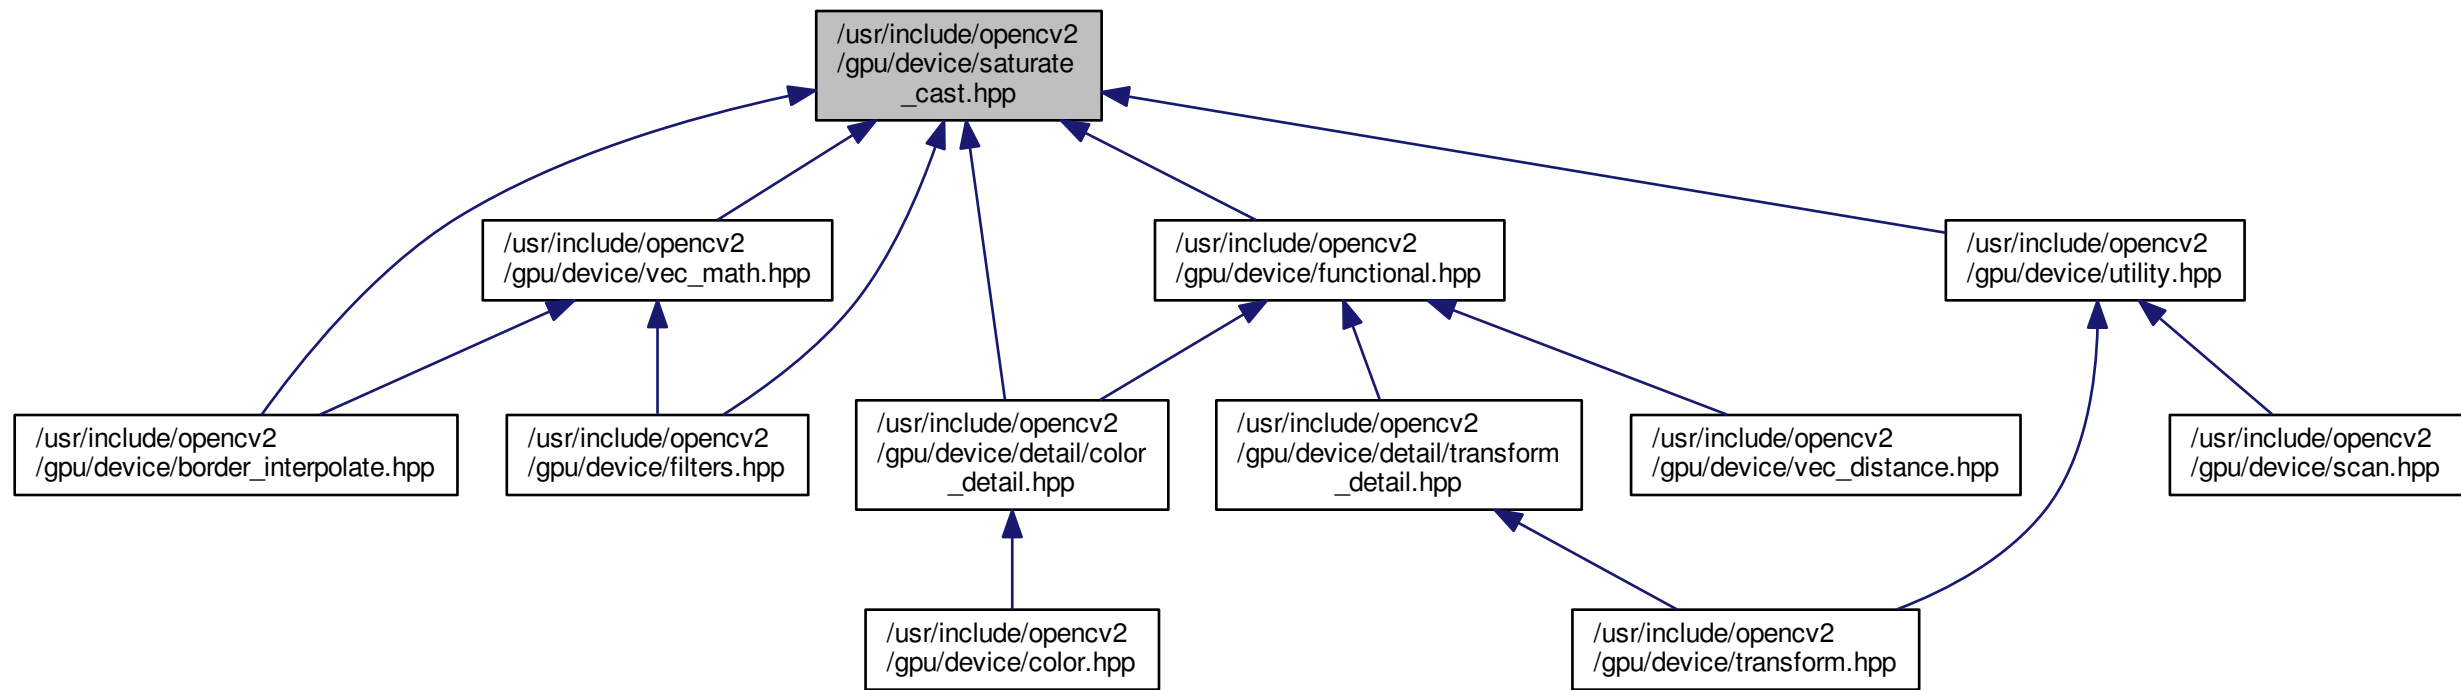 /usr/include/opencv2
/gpu/device/saturate
_cast.hpp
/usr/include/opencv2
/gpu/device/vec_math.hpp
/usr/include/opencv2
/gpu/device/functional.hpp
/usr/include/opencv2
/gpu/device/utility.hpp
/usr/include/opencv2
/gpu/device/border_interpolate.hpp
/usr/include/opencv2
/gpu/device/filters.hpp
/usr/include/opencv2
/gpu/device/detail/color
_detail.hpp
/usr/include/opencv2
/gpu/device/detail/transform
_detail.hpp
/usr/include/opencv2
/gpu/device/vec_distance.hpp
/usr/include/opencv2
/gpu/device/scan.hpp
/usr/include/opencv2
/gpu/device/color.hpp
/usr/include/opencv2
/gpu/device/transform.hpp